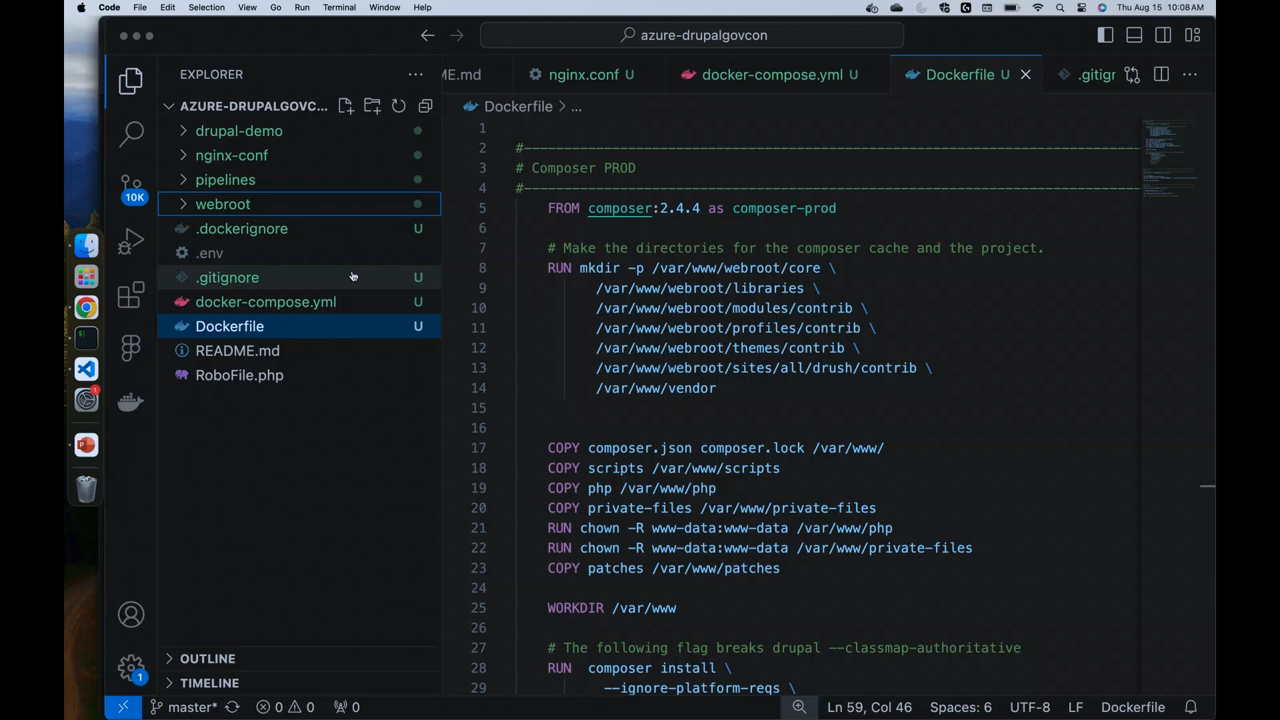 Code File Edit Selection View Go Run Terminal Window Help
Thu Aug 15 10:08 AM
azure-drupalgovcon
EXPLORER
ME.md
nginx.conf U
docker-compose.yml U
Dockerfile U
.gitigr
AZURE-DRUPALGOVC...
Dockerfile > ...
drupal-demo
nginx-conf
pipelines
10K
webroot
.dockerignore U
.env
.gitignore U
docker-compose.yml U
Dockerfile U
README.md
RoboFile.php
1
1
2 #------------------------------------------------------------------------------
3 # Composer PROD
4 #------------------------------------------------------------------------------
5 FROM composer:2.4.4 as composer-prod
6
7 # Make the directories for the composer cache and the project.
8 RUN mkdir -p /var/www/webroot/core \
9 /var/www/webroot/libraries \
10 /var/www/webroot/modules/contrib \
11 /var/www/webroot/profiles/contrib \
12 /var/www/webroot/themes/contrib \
13 /var/www/webroot/sites/all/drush/contrib \
14 /var/www/vendor
15
16
17 COPY composer.json composer.lock /var/www/
18 COPY scripts /var/www/scripts
19 COPY php /var/www/php
20 COPY private-files /var/www/private-files
21 RUN chown -R www-data:www-data /var/www/php
22 RUN chown -R www-data:www-data /var/www/private-files
23 COPY patches /var/www/patches
24
25 WORKDIR /var/www
26
27 # The following flag breaks drupal --classmap-authoritative
28 RUN composer install \
29 --ignore-platform-reqs \
OUTLINE
TIMELINE
1
master* 0 0 0
Ln 59, Col 46 Spaces: 6 UTF-8 LF Dockerfile